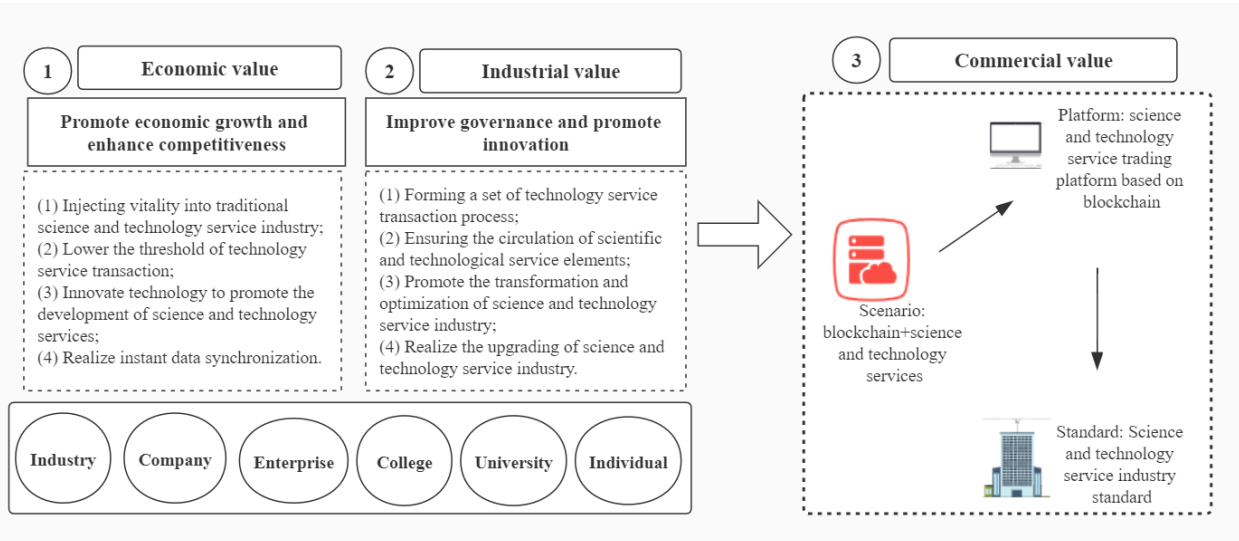 1
Economic value
Promote economic growth and
enhance competitiveness
(1) Injecting vitality into traditional
science and technology service industry;
(2) Lower the threshold of technology
service transaction;
(3) Innovate technology to promote the
development of science and technology
services;
(4) Realize instant data synchronization.
2
Industrial value
Improve governance and promote
innovation
(1) Forming a set of technology service
transaction process;
(2) Ensuring the circulation of scientific
and technological service elements;
(3) Promote the transformation and
optimization of science and technology
service industry;
(4) Realize the upgrading of science and
technology service industry.
Industry
Company
Enterprise
College
University
Individual
3
Commercial value
Platform: science
and technology
service trading
platform based on
blockchain
Scenario:
blockchain+science
and technology
services
Standard: Science
and technology
service industry
standard